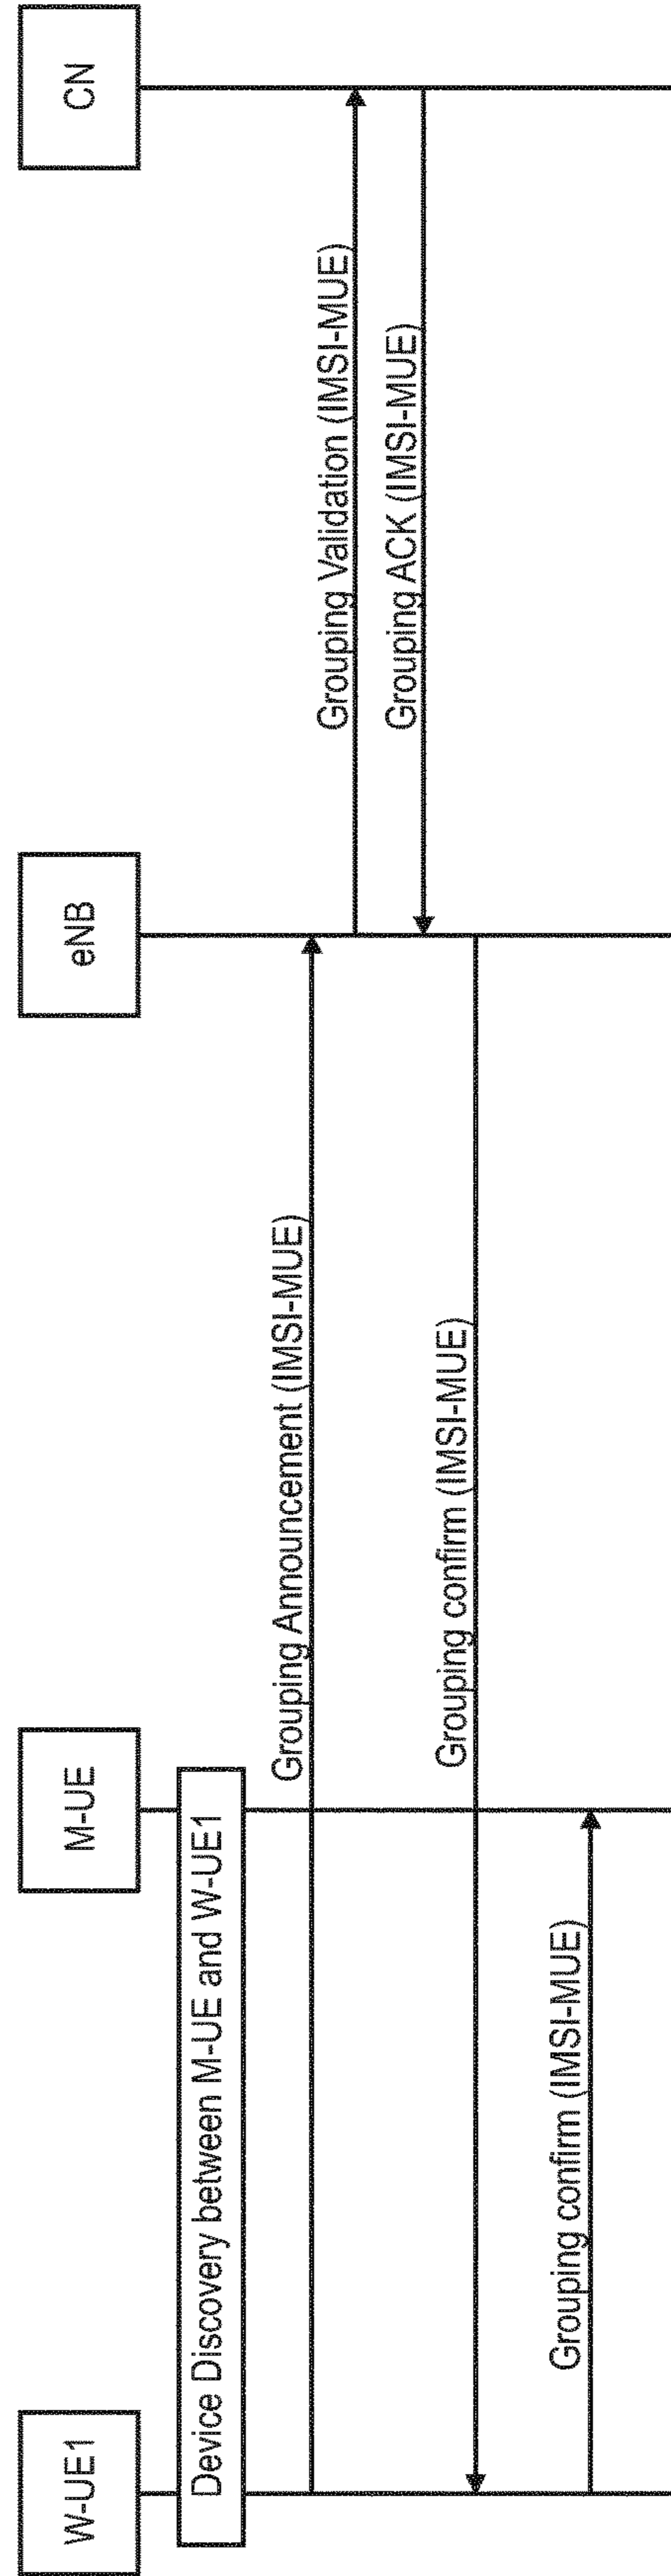 W-UE1
M-UE
eNB
CN
Device Discovery between M-UE and W-UE1
Grouping Announcement (IMSI-MUE)
Grouping Validation (IMSI-MUE)
Grouping ACK (IMSI-MUE)
Grouping confirm (IMSI-MUE)
Grouping confirm (IMSI-MUE)